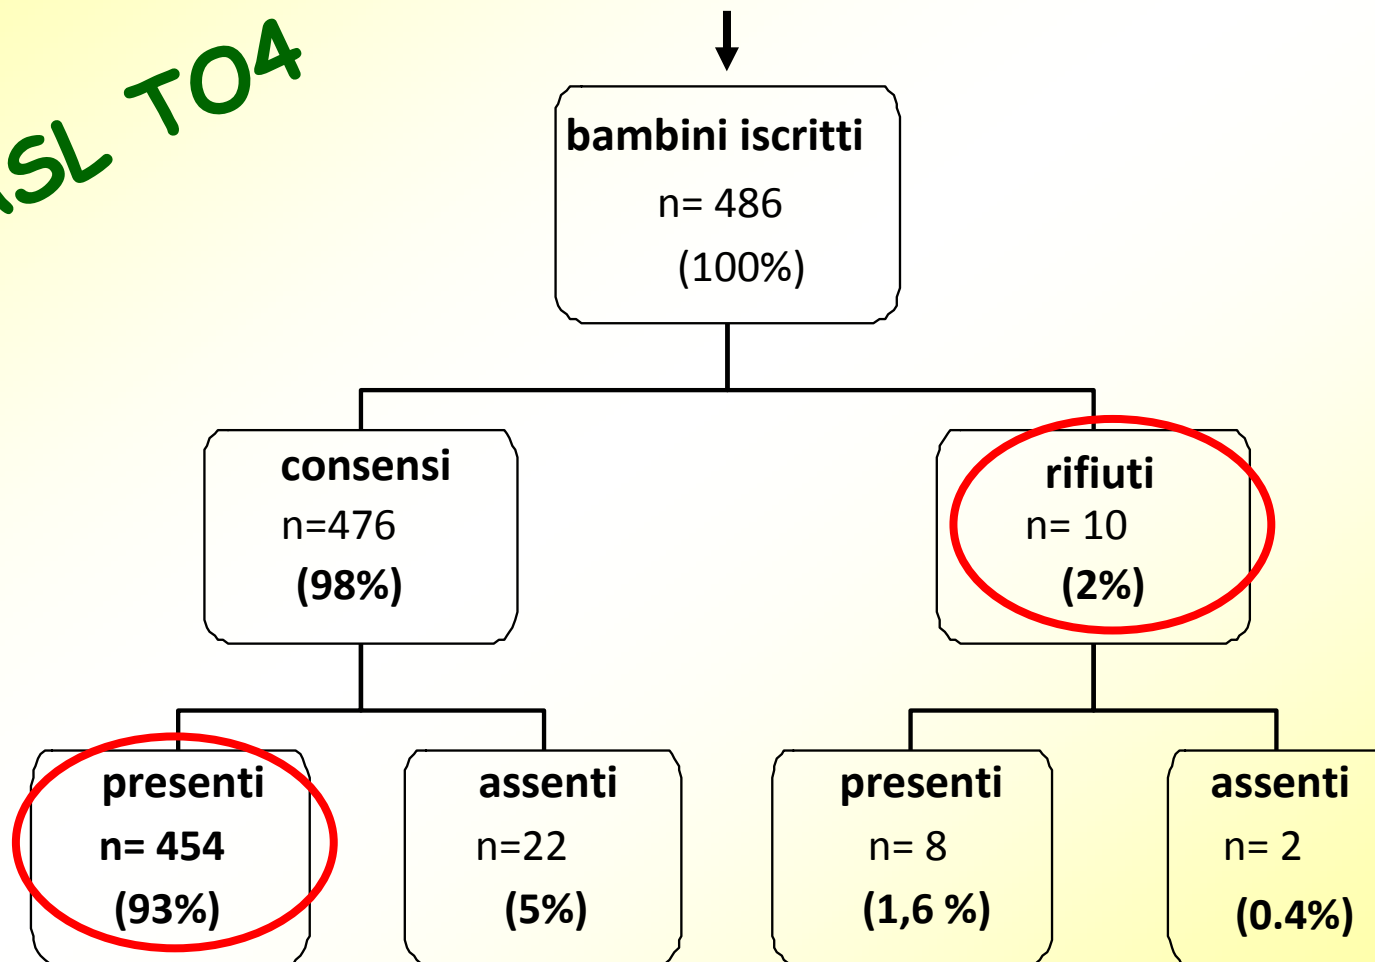 ASL TO4
bambini iscritti
n= 486
(100%)
consensi
n=476
(98%)
rifiuti
n= 10
(2%)
presenti
n= 454
(93%)
assenti
n=22
(5%)
presenti
n= 8
(1,6 %)
assenti
n= 2
(0.4%)